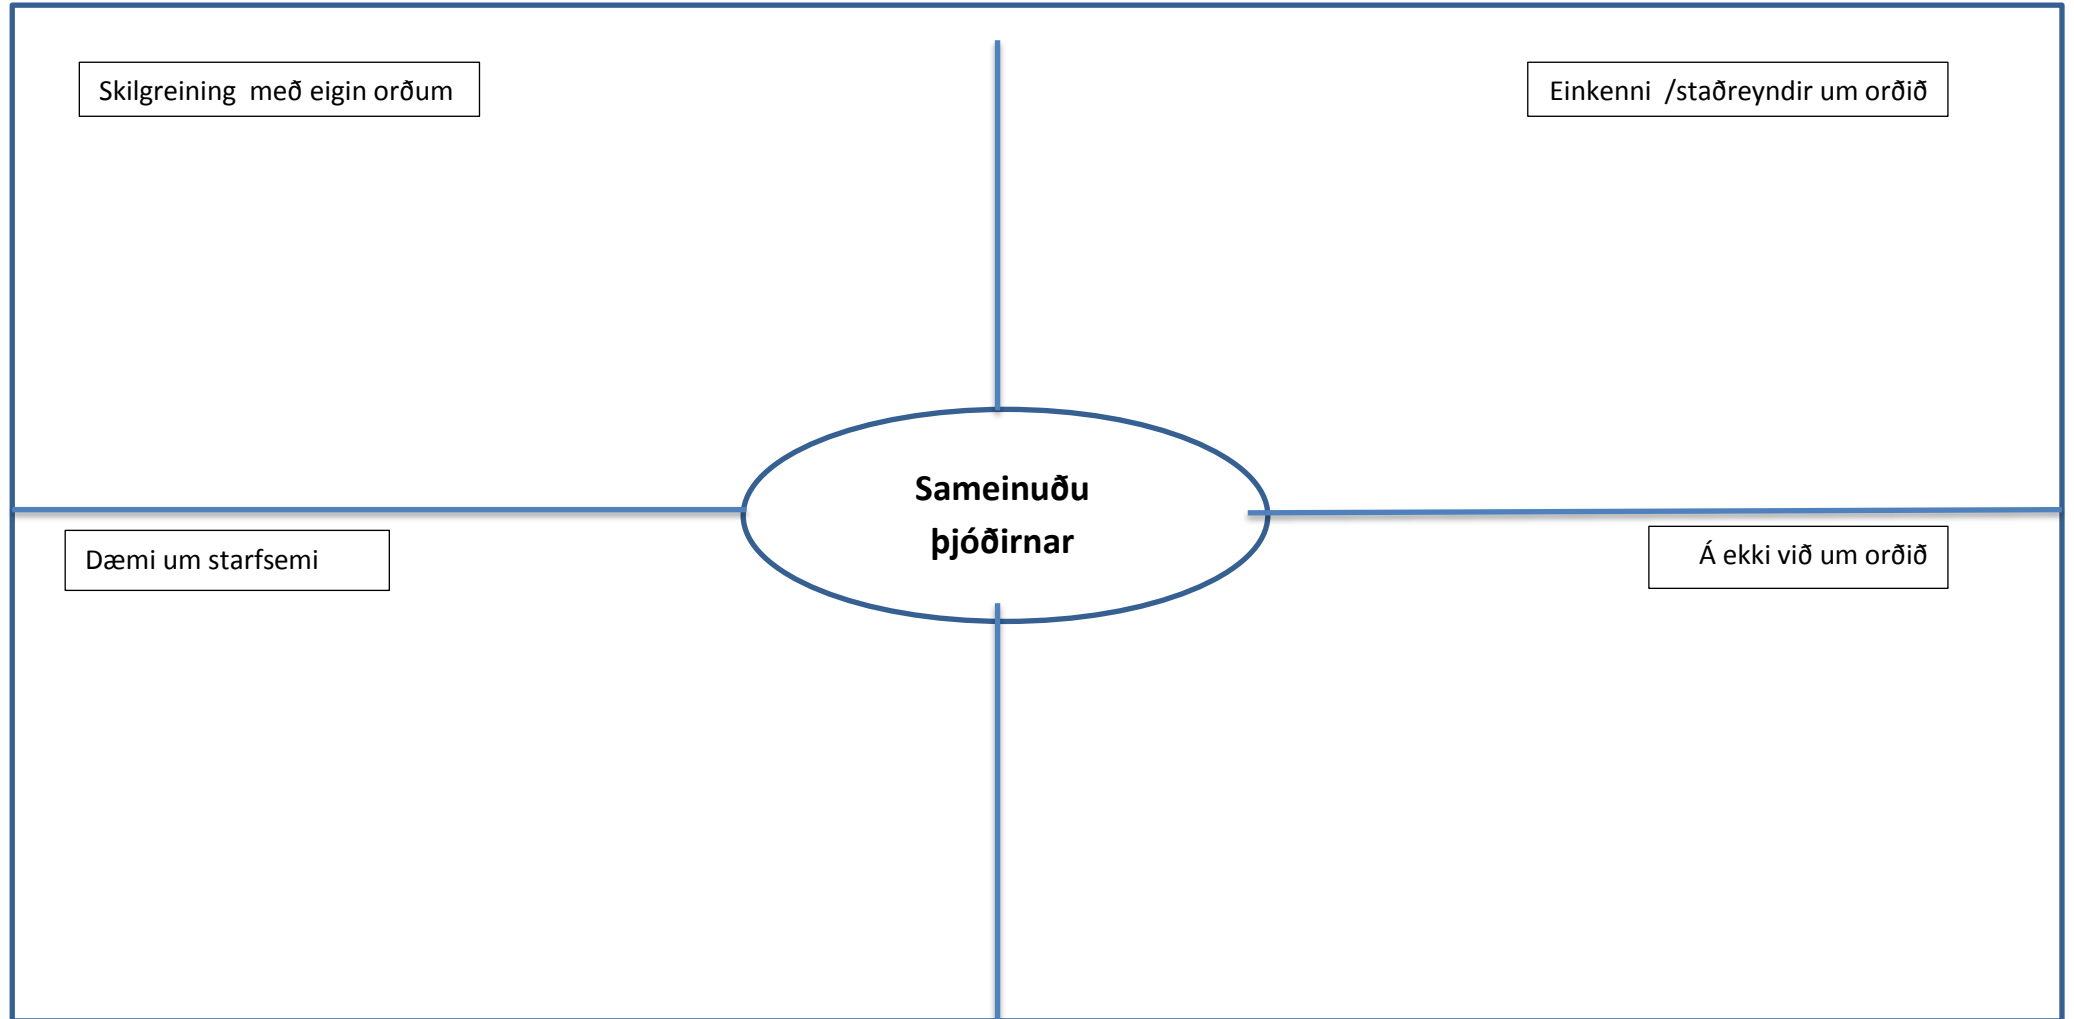 Skilgreining með eigin orðum
Einkenni /staðreyndir um orðið
Sameinuðu
þjóðirnar
Dæmi um starfsemi
Á ekki við um orðið